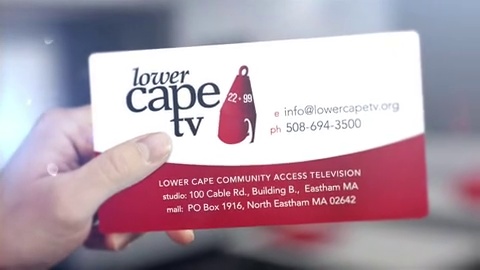 lower
cape
tv
22 • 99
e info@lowercapetv.org
ph 508-694-3500
LOWER CAPE COMMUNITY ACCESS TELEVISION
studio: 100 Cable Rd., Building B., Eastham MA
mail: PO Box 1916, North Eastham MA 02642